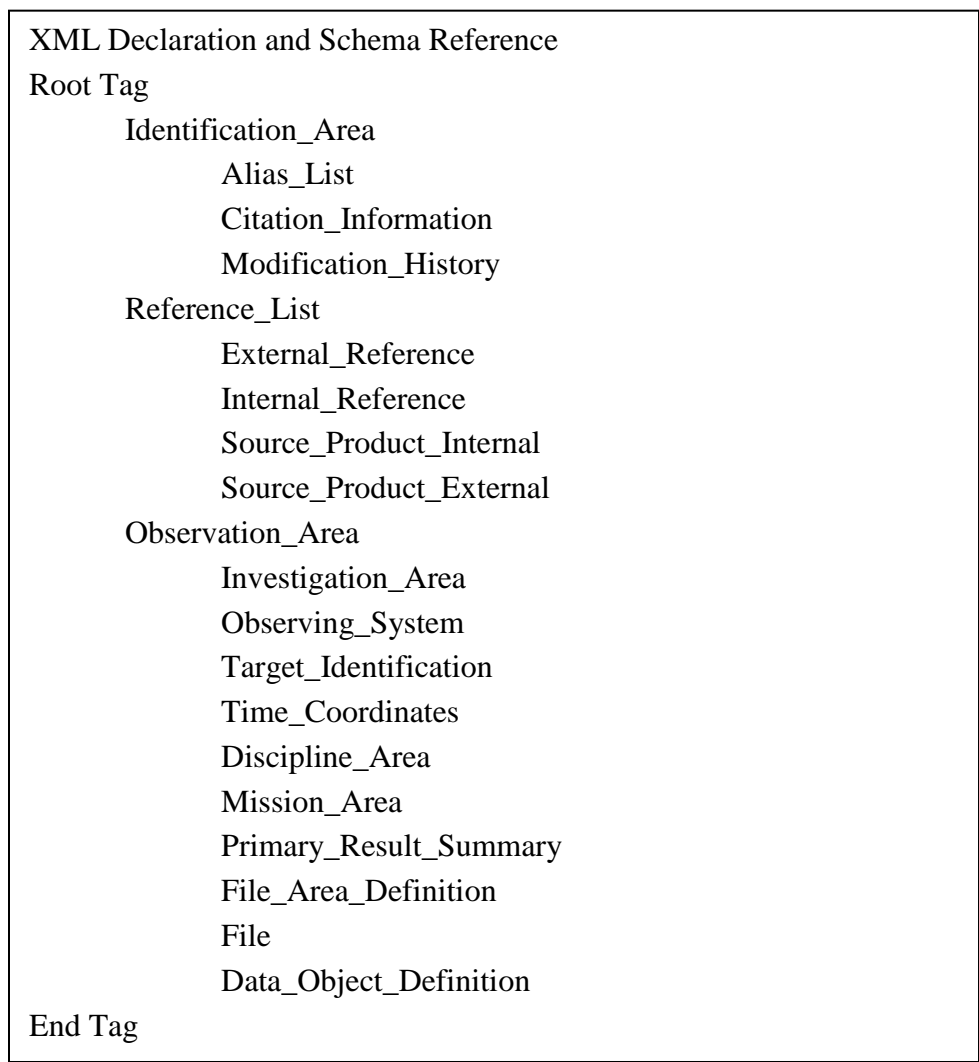 XML Declaration and Schema Reference
Root Tag
Identification_Area
Alias_List
Citation_Information
Modification_History
Reference_List
External_Reference
Internal_Reference
Source_Product_Internal
Source_Product_External
Observation_Area
Investigation_Area
Observing_System
Target_Identification
Time_Coordinates
Discipline_Area
Mission_Area
Primary_Result_Summary
File_Area_Definition
File
Data_Object_Definition
End Tag